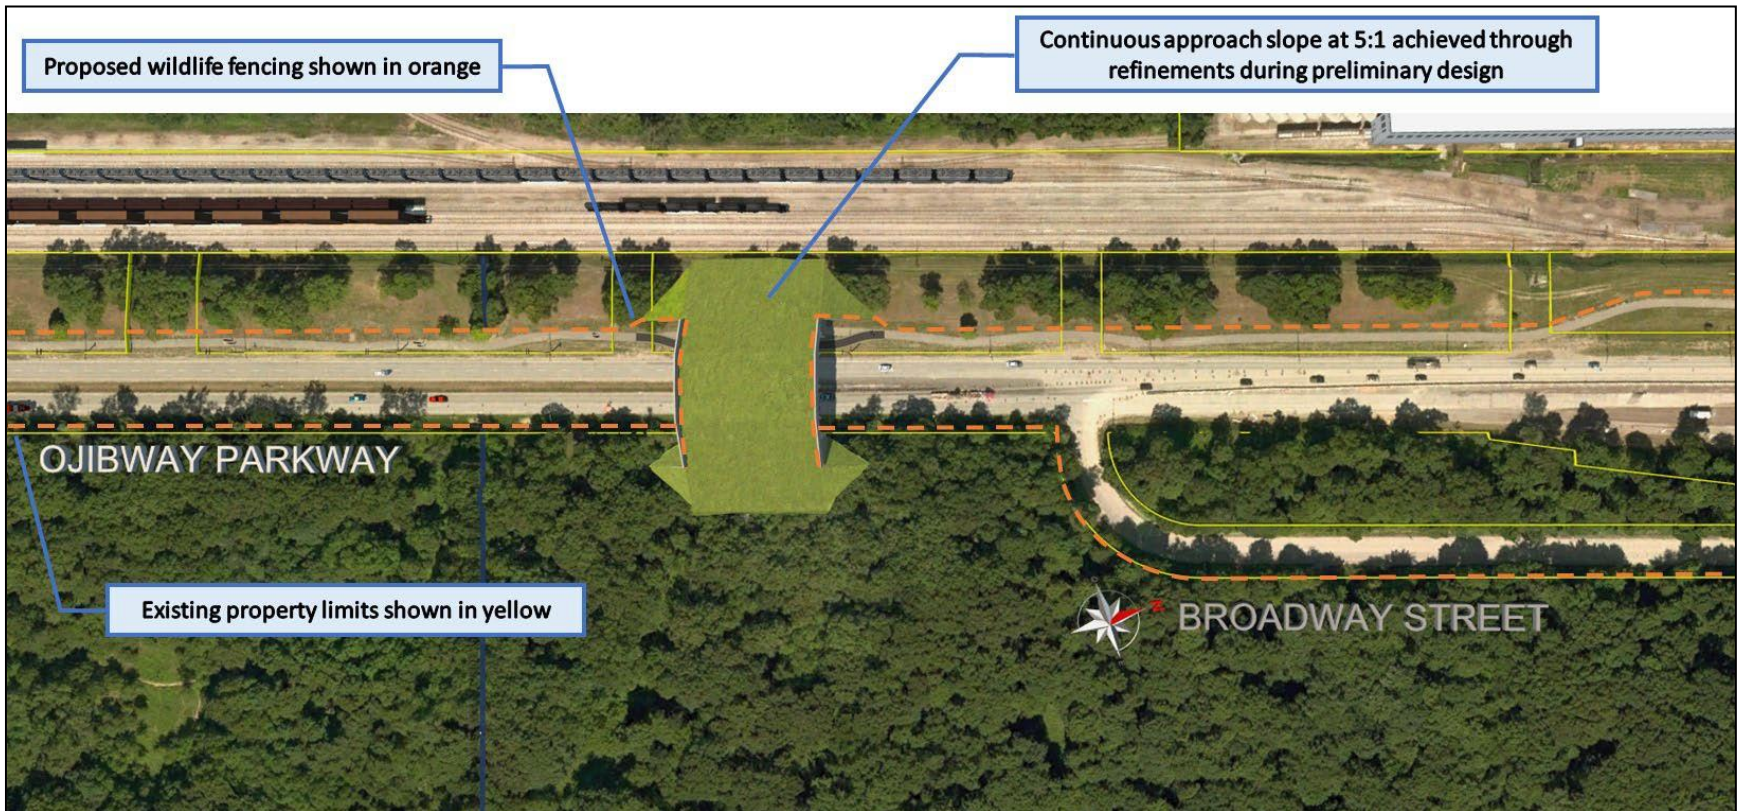 Proposed wildlife fencing shown in orange
Continuous approach slope at 5:1 achieved through
refinements during preliminary design
OJIBWAY PARKWAY
Existing property limits shown in yellow
N
BROADWAY STREET